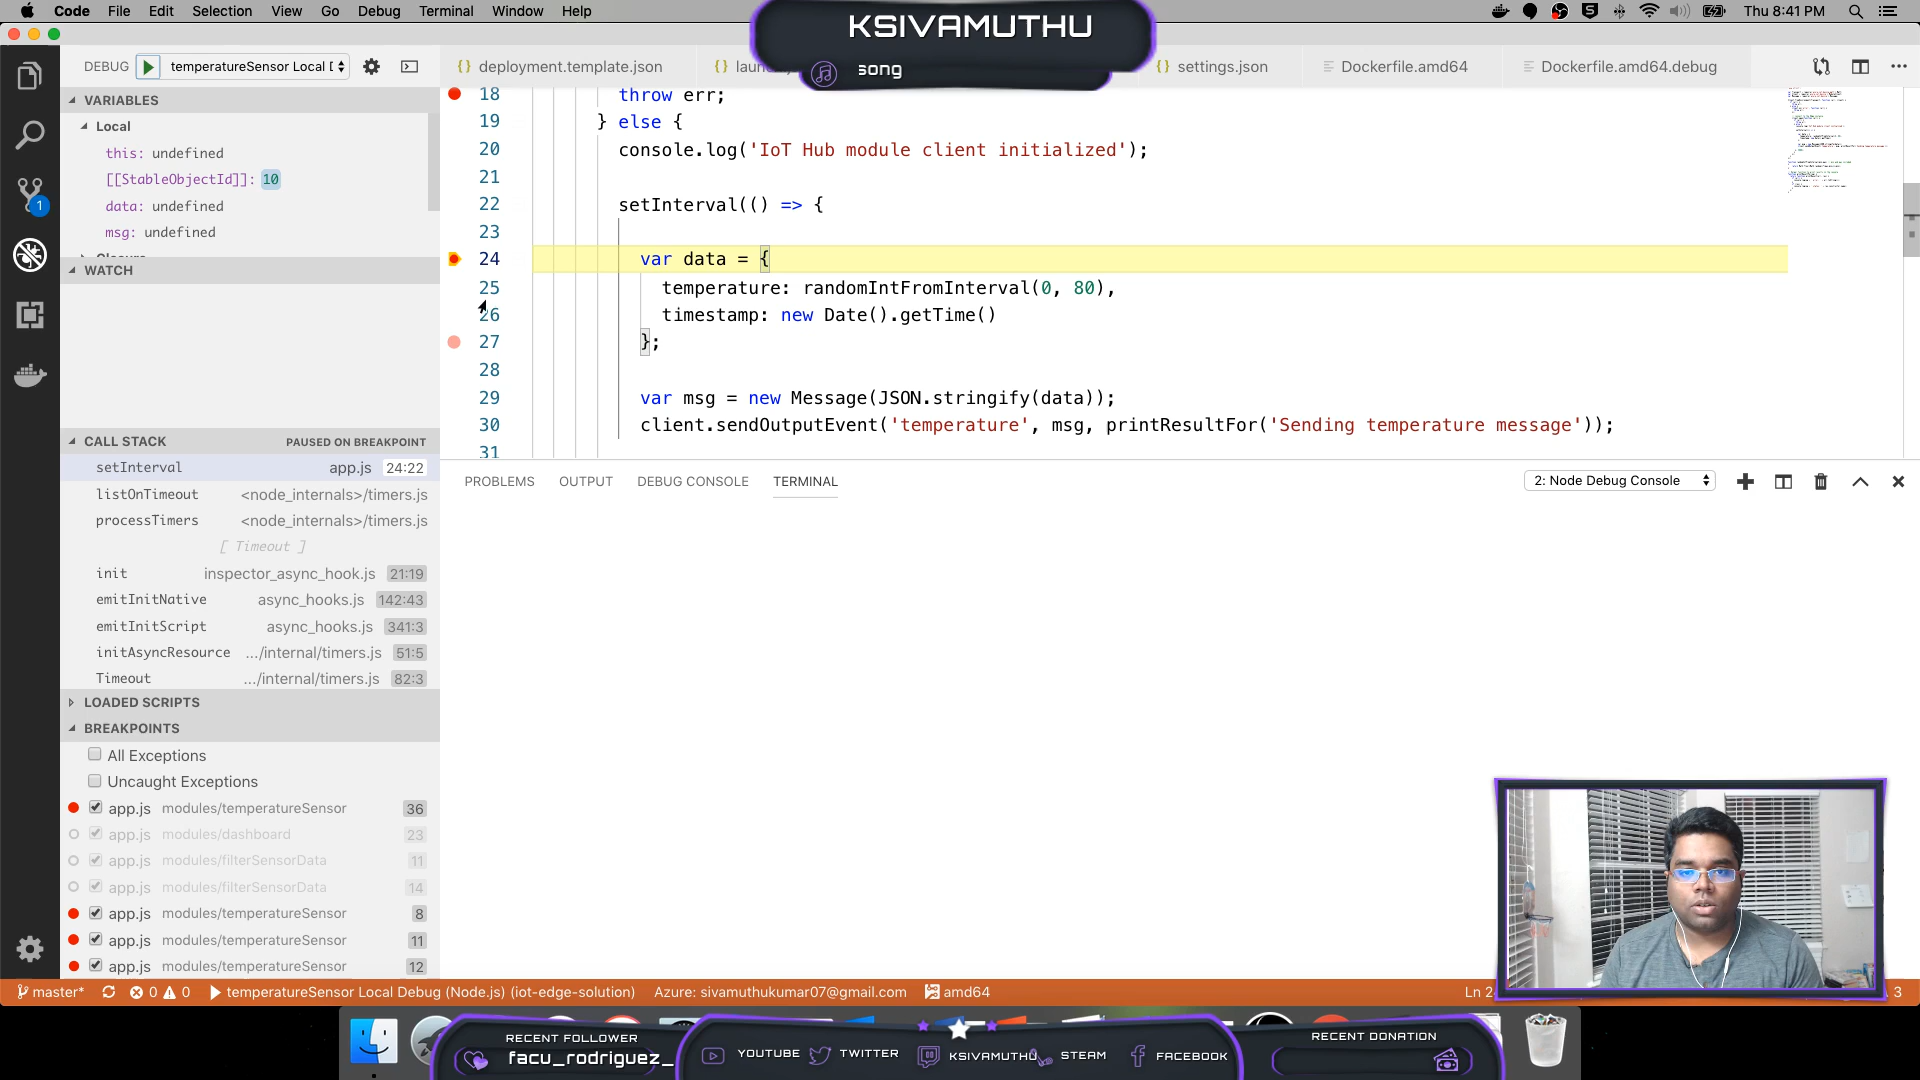 Code File Edit Selection View Go Debug Terminal Window Help
Thu 8:41 PM
KSIVAMUTHU
song
DEBUG temperatureSensor Local D
deployment.template.json
settings.json
Dockerfile.amd64
Dockerfile.amd64.debug
VARIABLES
Local
this: undefined
[[StableObjectId]]: 10
data: undefined
msg: undefined
WATCH
CALL STACK PAUSED ON BREAKPOINT
setInterval app.js 24:22
listOnTimeout <node_internals>/timers.js
processTimers <node_internals>/timers.js
[ Timeout ]
init inspector_async_hook.js 21:19
emitInitNative async_hooks.js 142:43
emitInitScript async_hooks.js 341:3
initAsyncResource .../internal/timers.js 51:5
Timeout .../internal/timers.js 82:3
LOADED SCRIPTS
BREAKPOINTS
All Exceptions
Uncaught Exceptions
app.js modules/temperatureSensor 36
app.js modules/dashboard 23
app.js modules/filterSensorData 11
app.js modules/filterSensorData 14
app.js modules/temperatureSensor 8
app.js modules/temperatureSensor 11
app.js modules/temperatureSensor 12
18 throw err;
19 } else {
20 console.log('IoT Hub module client initialized');
21
22 setInterval(() => {
23
24 var data = {
25 temperature: randomIntFromInterval(0, 80),
26 timestamp: new Date().getTime()
27 };
28
29 var msg = new Message(JSON.stringify(data));
30 client.sendOutputEvent('temperature', msg, printResultFor('Sending temperature message'));
31
PROBLEMS OUTPUT DEBUG CONSOLE TERMINAL
2: Node Debug Console
1
master* 0 0 temperatureSensor Local Debug (Node.js) (iot-edge-solution) Azure: sivamuthukumar07@gmail.com amd64 Ln 3
RECENT FOLLOWER
facu_rodriguez_
YOUTUBE TWITTER KSIVAMUTHU STEAM FACEBOOK
RECENT DONATION